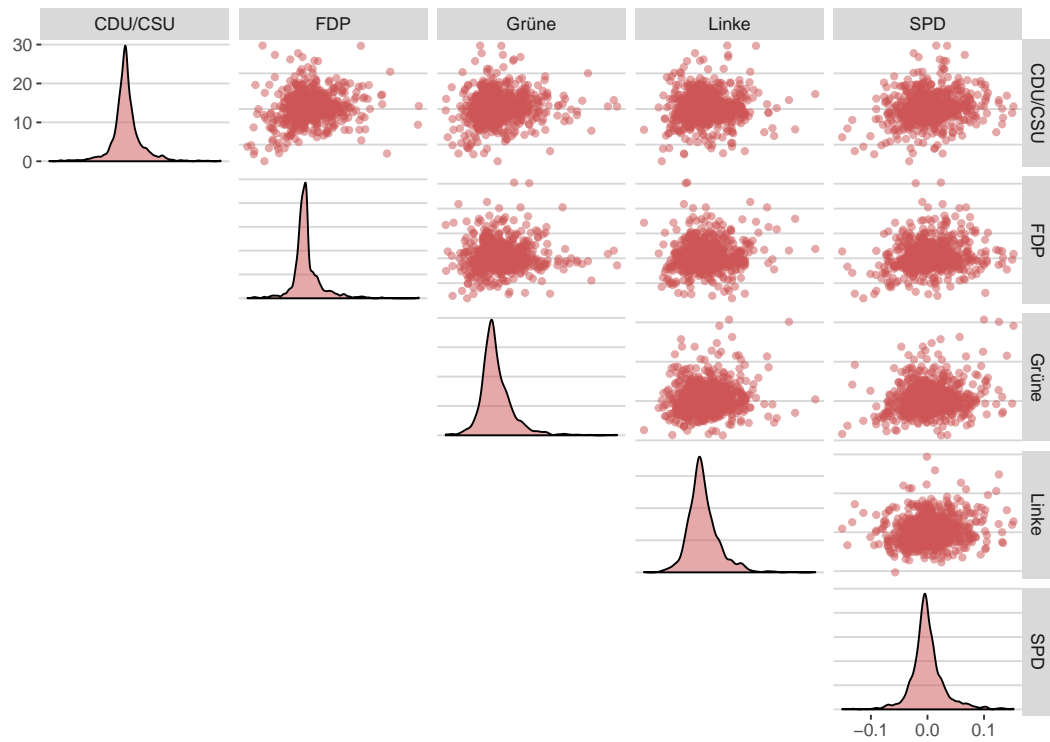 CDU/CSU
FDP
Grüne
Linke
SPD
30
20
10
0
CDU/CSU
FDP
Grüne
Linke
SPD
−0.1
0.0
0.1